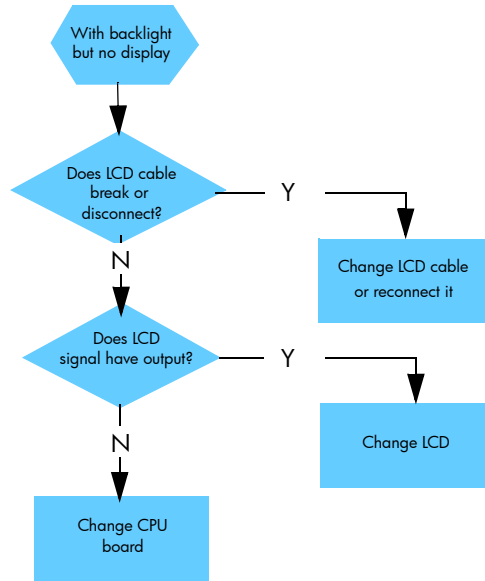 With backlight
but no display
Does LCD cable
break or
disconnect?
Y
Change LCD cable
or reconnect it
N
Does LCD
signal have output?
Y
Change LCD
N
Change CPU
board